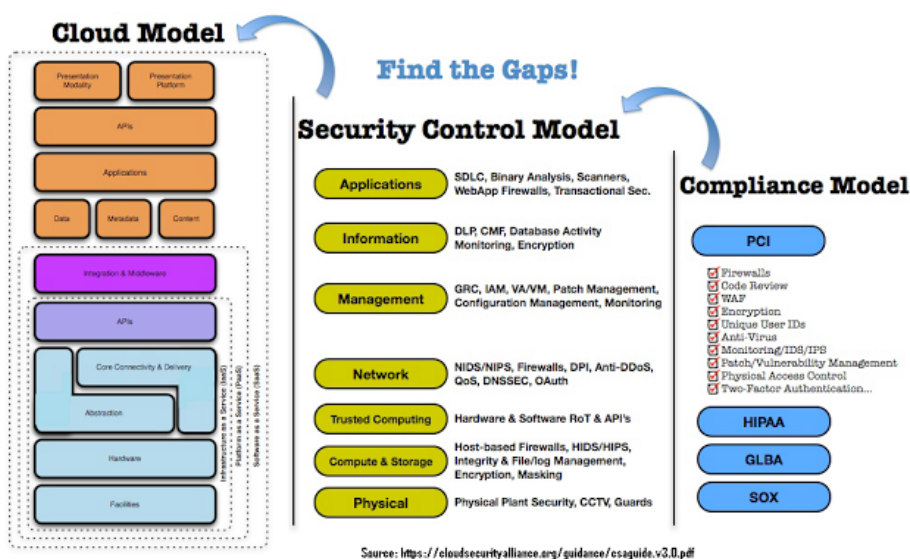 Cloud Model
Find the Gaps!
Presentation
Modality
Presentation
Platform
APIs
Applications
Data
Metadata
Content
Integration & Middleware
APIs
Core Connectivity & Delivery
Abstraction
Hardware
Facilities
Infrastructure as a Service (IaaS)
Platform as a Service (PaaS)
Software as a Service (SaaS)
Security Control Model
Applications
SDLC, Binary Analysis, Scanners,
WebApp Firewalls, Transactional Sec.
Information
DLP, CMF, Database Activity
Monitoring, Encryption
Management
GRC, IAM, VA/VM, Patch Management,
Configuration Management, Monitoring
Network
NIDS/NIPS, Firewalls, DPI, Anti-DDoS,
QoS, DNSSEC, OAuth
Trusted Computing
Hardware & Software RoT & API's
Compute & Storage
Host-based Firewalls, HIDS/HIPS,
Integrity & File/log Management,
Encryption, Masking
Physical
Physical Plant Security, CCTV, Guards
Compliance Model
PCI
Firewalls
Code Review
WAF
Encryption
Unique User IDs
Anti-Virus
Monitoring/IDS/IPS
Patch/Vulnerability Management
Physical Access Control
Two-Factor Authentication...
HIPAA
GLBA
SOX
Source: https://cloudsecurityalliance.org/guidance/csaguide.v3.0.pdf